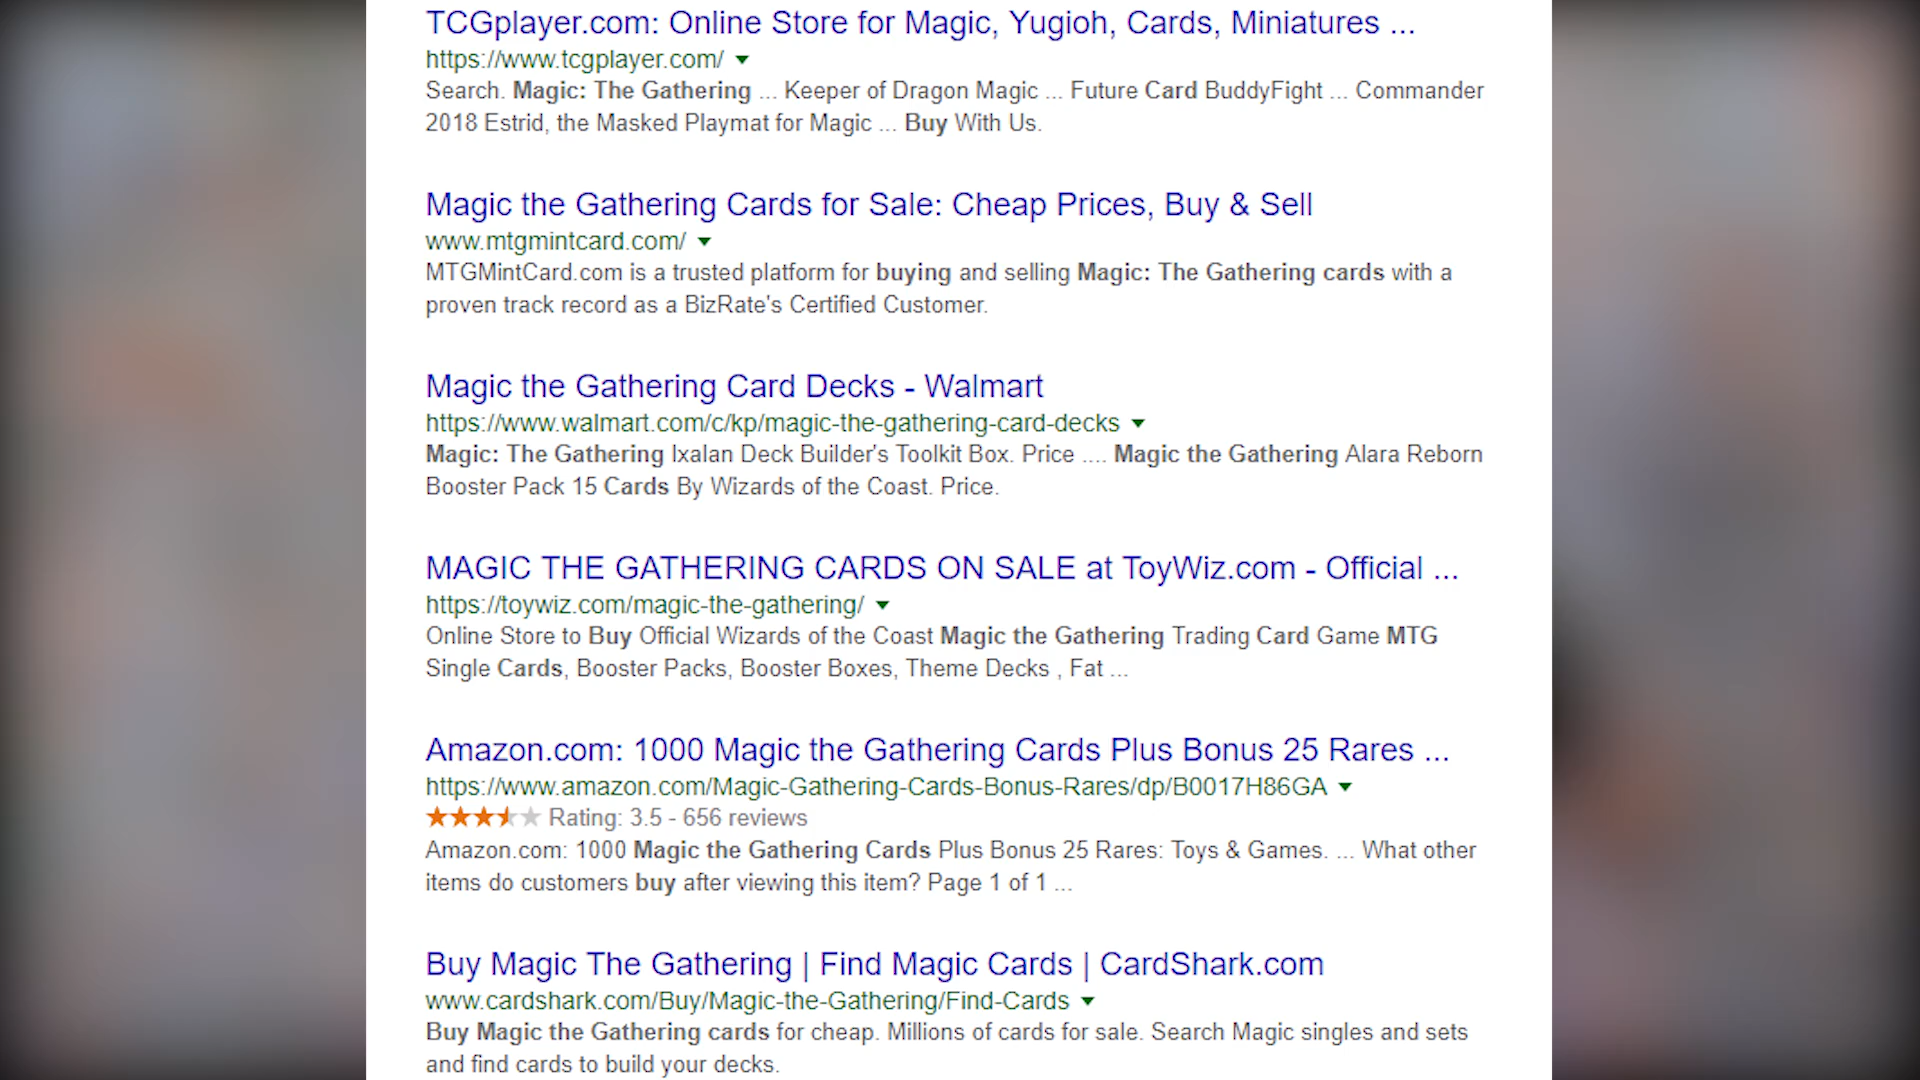 TCGplayer.com: Online Store for Magic, Yugioh, Cards, Miniatures ...
https://www.tcgplayer.com/
Search. Magic: The Gathering ... Keeper of Dragon Magic ... Future Card BuddyFight ... Commander
2018 Estrid, the Masked Playmat for Magic ... Buy With Us.
Magic the Gathering Cards for Sale: Cheap Prices, Buy & Sell
www.mtgmintcard.com/
MTGMintCard.com is a trusted platform for buying and selling Magic: The Gathering cards with a
proven track record as a BizRate's Certified Customer.
Magic the Gathering Card Decks - Walmart
https://www.walmart.com/c/kp/magic-the-gathering-card-decks
Magic: The Gathering Ixalan Deck Builder's Toolkit Box. Price .... Magic the Gathering Alara Reborn
Booster Pack 15 Cards By Wizards of the Coast. Price.
MAGIC THE GATHERING CARDS ON SALE at ToyWiz.com - Official ...
https://toywiz.com/magic-the-gathering/
Online Store to Buy Official Wizards of the Coast Magic the Gathering Trading Card Game MTG
Single Cards, Booster Packs, Booster Boxes, Theme Decks , Fat ...
Amazon.com: 1000 Magic the Gathering Cards Plus Bonus 25 Rares ...
https://www.amazon.com/Magic-Gathering-Cards-Bonus-Rares/dp/B0017H86GA
Rating: 3.5 - 656 reviews
Amazon.com: 1000 Magic the Gathering Cards Plus Bonus 25 Rares: Toys & Games. ... What other
items do customers buy after viewing this item? Page 1 of 1 ...
Buy Magic The Gathering | Find Magic Cards | CardShark.com
www.cardshark.com/Buy/Magic-the-Gathering/Find-Cards
Buy Magic the Gathering cards for cheap. Millions of cards for sale. Search Magic singles and sets
and find cards to build your decks.